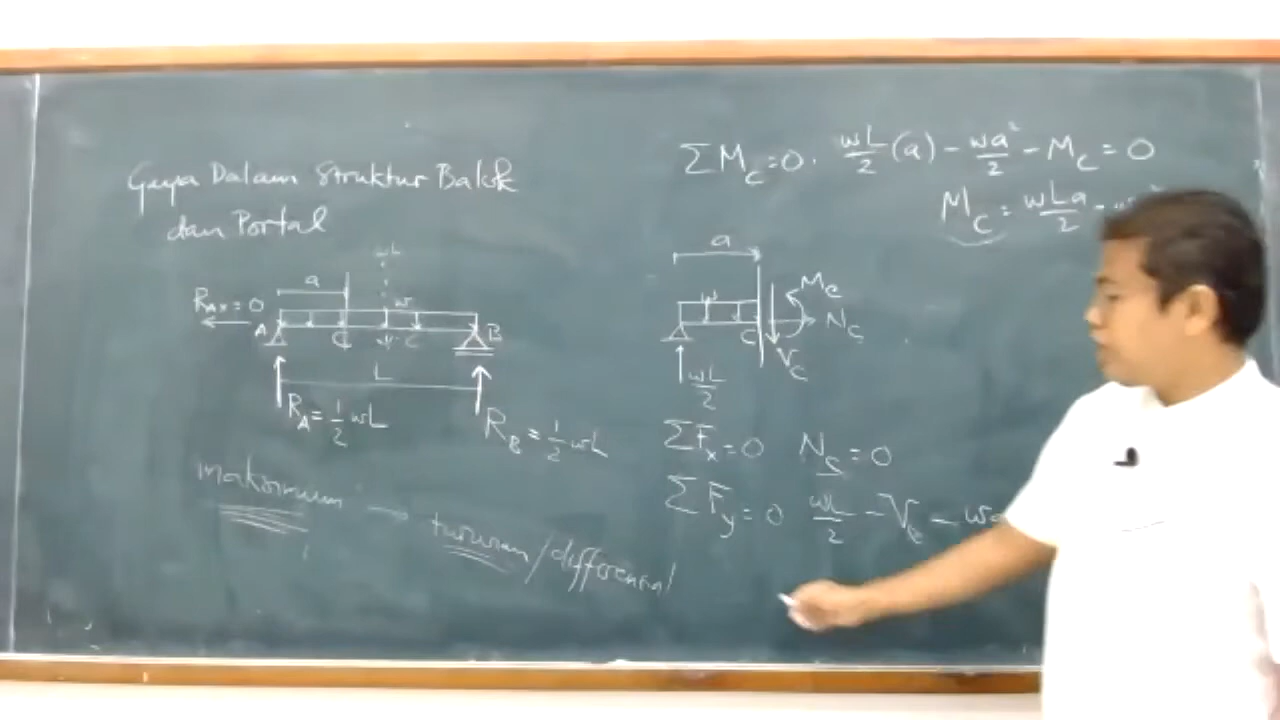 Gaya Dalam Struktur Balok
dan Portal
wL
a
R_Ax = 0
w
A
C
C
B
L
R_A = 1/2 wL
R_B = 1/2 wL
maksimum → turunan/differensial
ΣM_C = 0. wL/2 (a) - wa²/2 - M_C = 0
M_C = wLa/2 -
a
w
M_C
N_C
C
V_C
wL/2
ΣF_x = 0 N_C = 0
ΣF_y = 0 wL/2 - V_C - wa